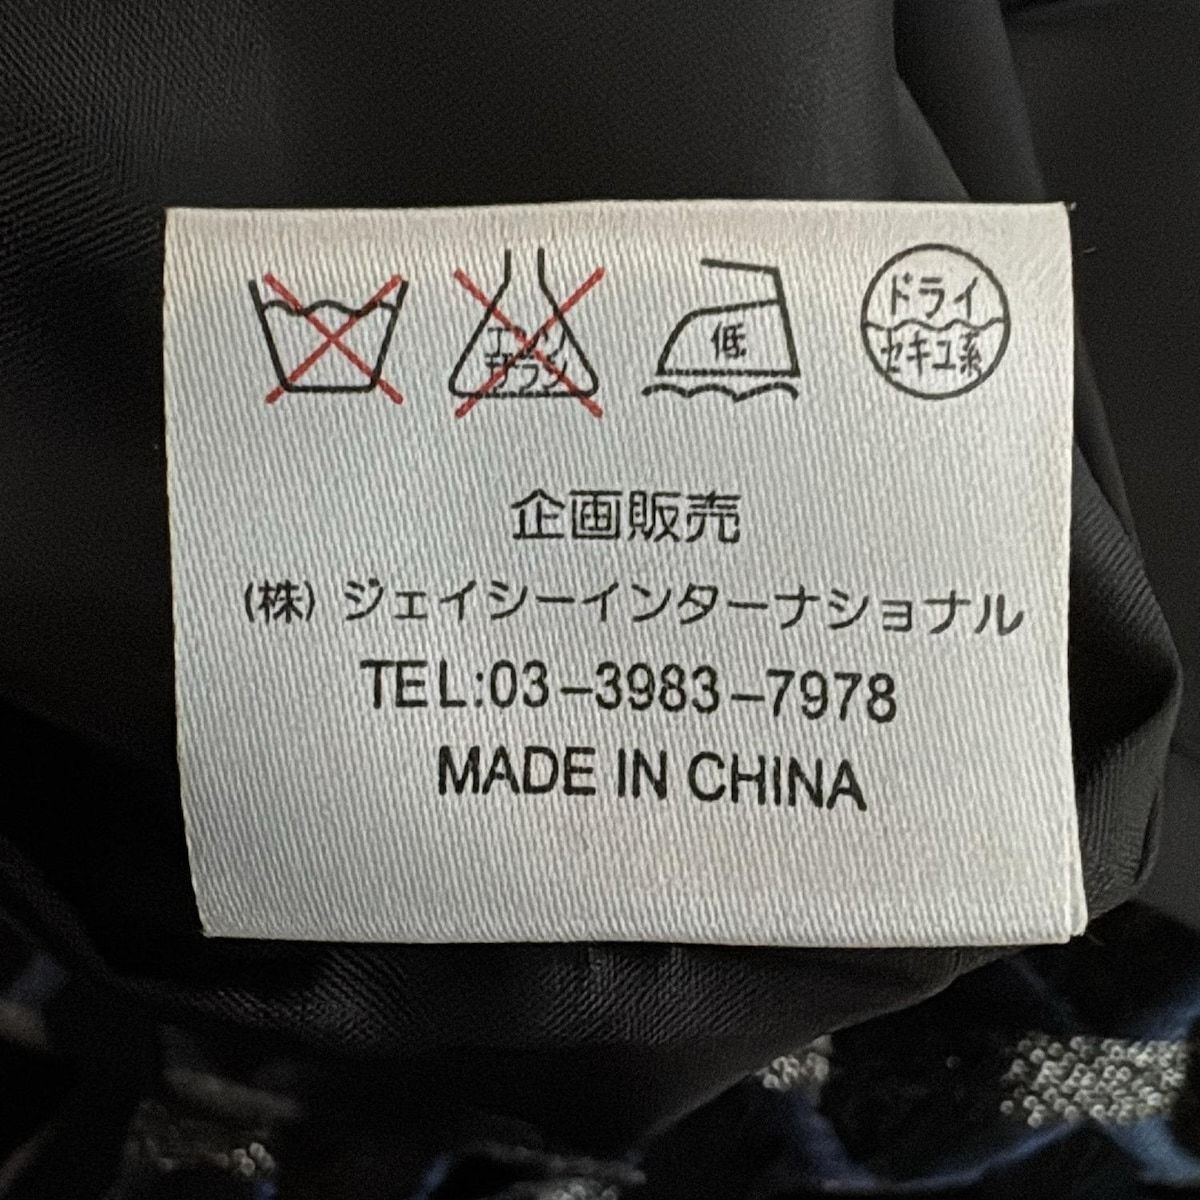 エンソ
サラシ
低
ドライ
セキユ系
企画販売
(株) ジェイシーインターナショナル
TEL:03-3983-7978
MADE IN CHINA